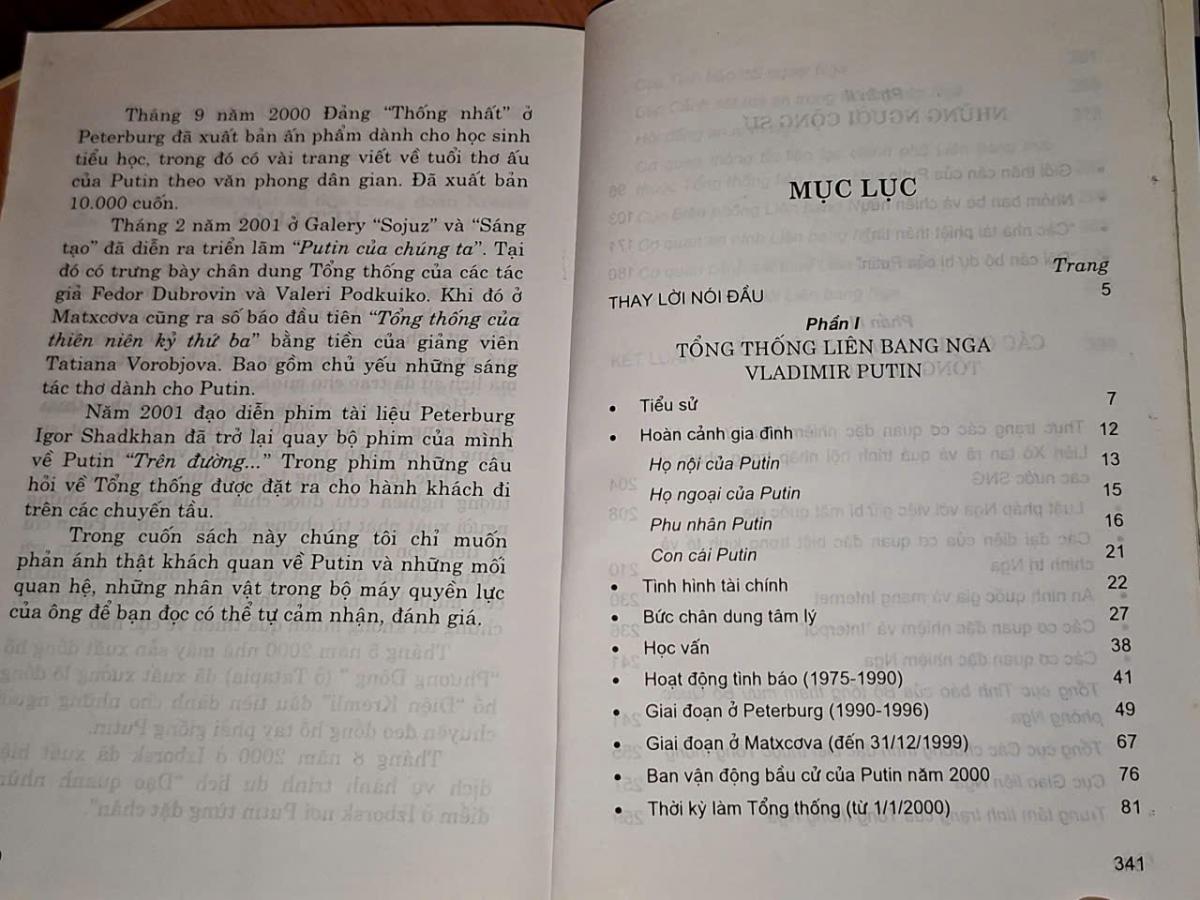 Tháng 9 năm 2000 Đảng “Thống nhất” ở
Peterburg đã xuất bản ấn phẩm dành cho học sinh
tiểu học, trong đó có vài trang viết về tuổi thơ ấu
của Putin theo văn phong dân gian. Đã xuất bản
10.000 cuốn.
Tháng 2 năm 2001 ở Galery “Sojuz” và “Sáng
tạo” đã diễn ra triển lãm “Putin của chúng ta”. Tại
đó có trưng bày chân dung Tổng thống của các tác
giả Fedor Dubrovin và Valeri Podkuiko. Khi đó ở
Matxcơva cũng ra số báo đầu tiên “Tổng thống của
thiên niên kỷ thứ ba” bằng tiền của giảng viên
Tatiana Vorobjova. Bao gồm chủ yếu những sáng
tác thơ dành cho Putin.
Năm 2001 đạo diễn phim tài liệu Peterburg
Igor Shadkhan đã trở lại quay bộ phim của mình
về Putin “Trên đường...” Trong phim những câu
hỏi về Tổng thống được đặt ra cho hành khách đi
trên các chuyến tầu.
Trong cuốn sách này chúng tôi chỉ muốn
phản ánh thật khách quan về Putin và những mối
quan hệ, những nhân vật trong bộ máy quyền lực
của ông để bạn đọc có thể tự cảm nhận, đánh giá.
MỤC LỤC
Trang
THAY LỜI NÓI ĐẦU 5
Phần I
TỔNG THỐNG LIÊN BANG NGA
VLADIMIR PUTIN
• Tiểu sử 7
• Hoàn cảnh gia đình 12
Họ nội của Putin 13
Họ ngoại của Putin 15
Phu nhân Putin 16
Con cái Putin 21
• Tình hình tài chính 22
• Bức chân dung tâm lý 27
• Học vấn 38
• Hoạt động tình báo (1975-1990) 41
• Giai đoạn ở Peterburg (1990-1996) 49
• Giai đoạn ở Matxcơva (đến 31/12/1999) 67
• Ban vận động bầu cử của Putin năm 2000 76
• Thời kỳ làm Tổng thống (từ 1/1/2000) 81
341